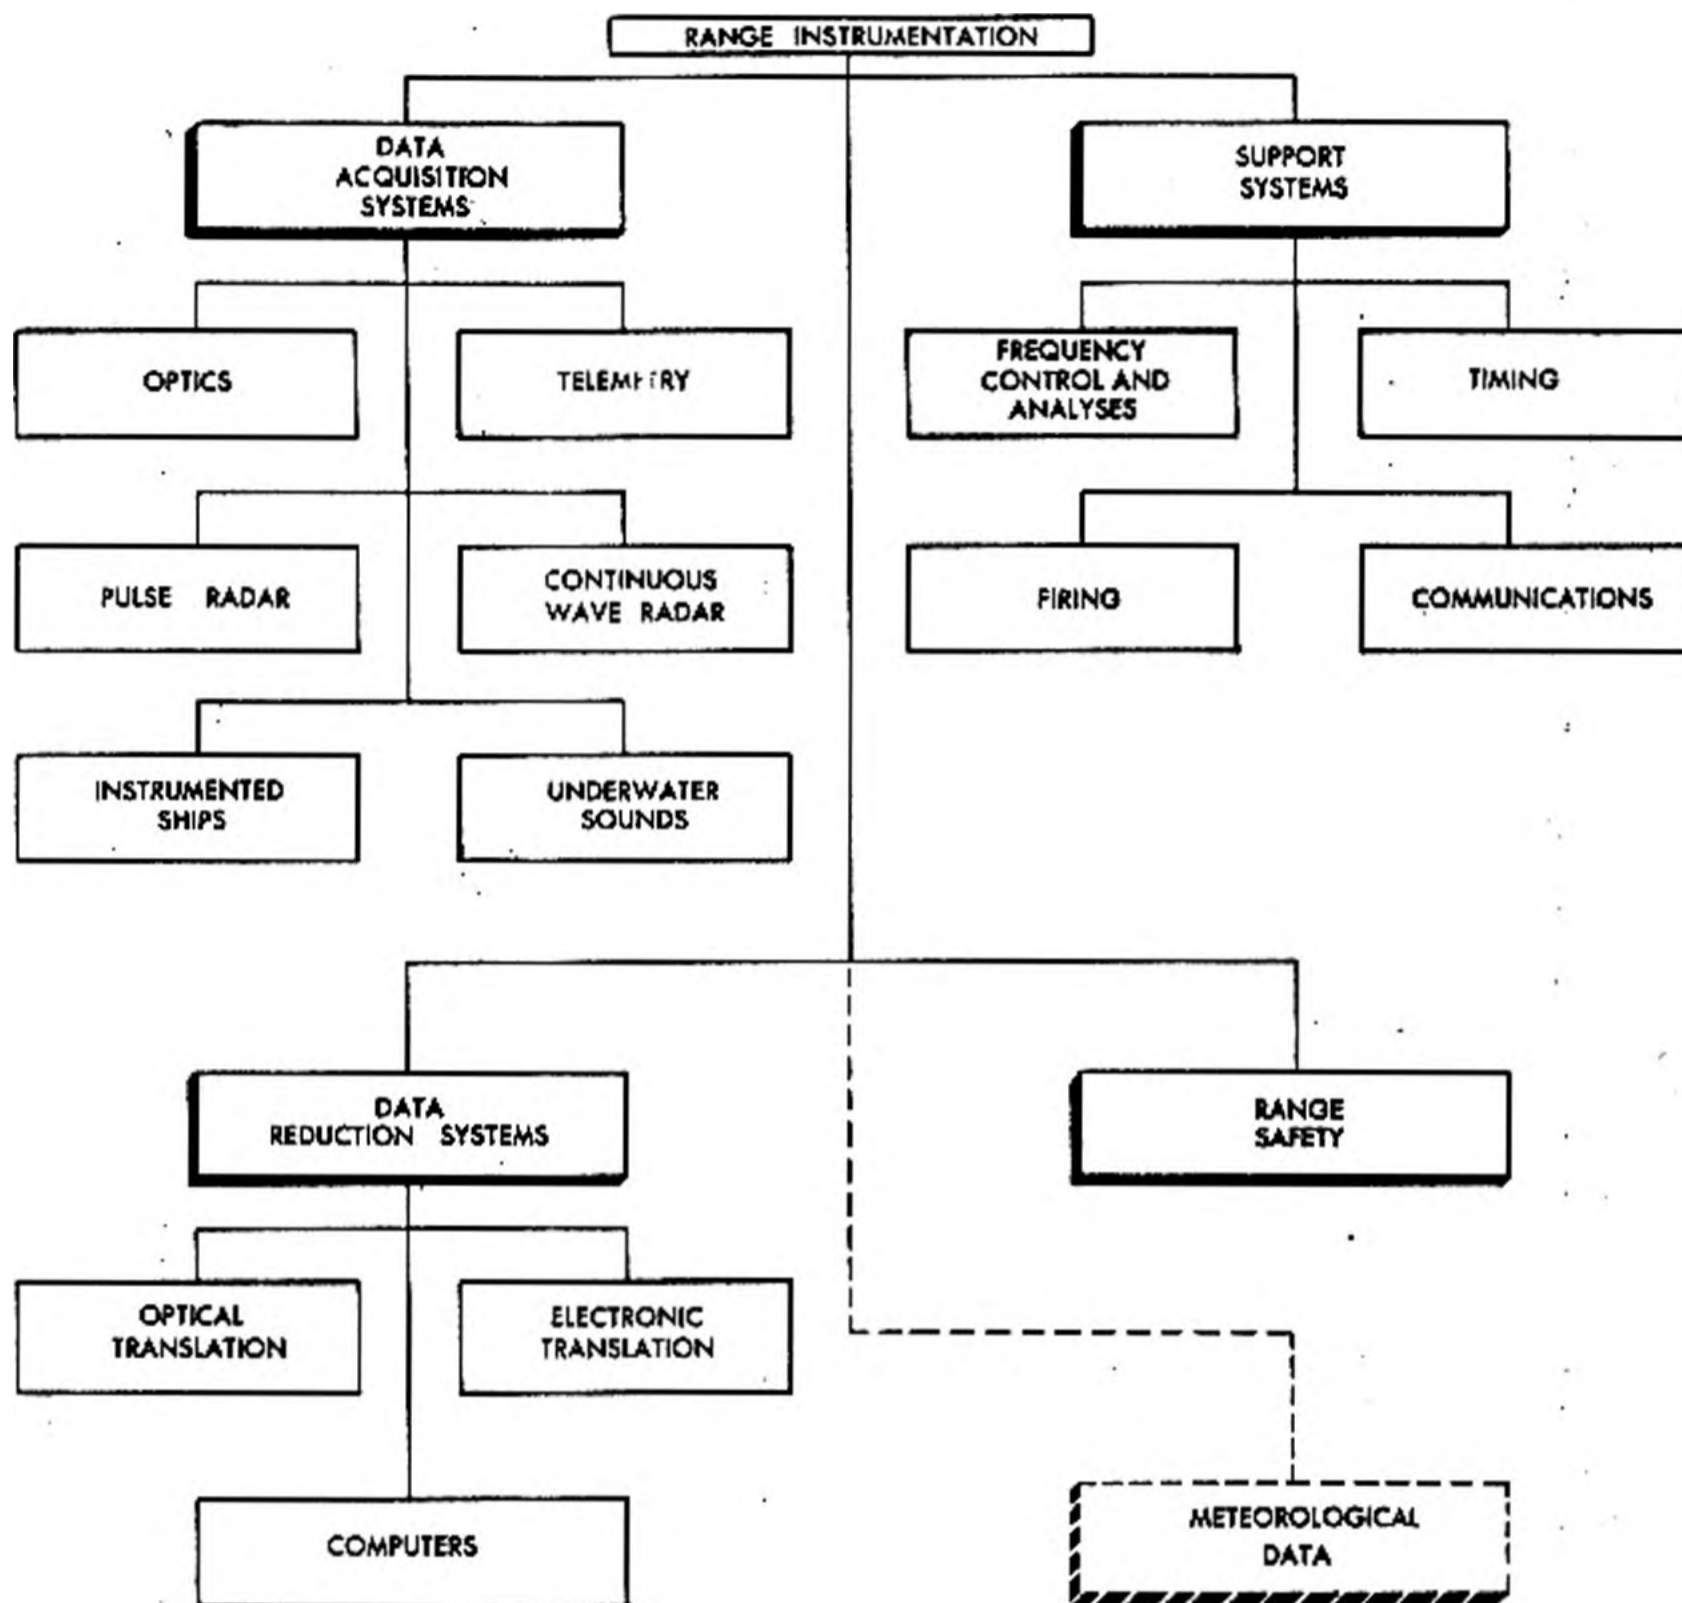 RANGE INSTRUMENTATION
DATA
ACQUISITION
SYSTEMS
SUPPORT
SYSTEMS
OPTICS
TELEMETRY
FREQUENCY
CONTROL AND
ANALYSES
TIMING
PULSE RADAR
CONTINUOUS
WAVE RADAR
FIRING
COMMUNICATIONS
INSTRUMENTED
SHIPS
UNDERWATER
SOUNDS
DATA
REDUCTION SYSTEMS
RANGE
SAFETY
OPTICAL
TRANSLATION
ELECTRONIC
TRANSLATION
COMPUTERS
METEOROLOGICAL
DATA